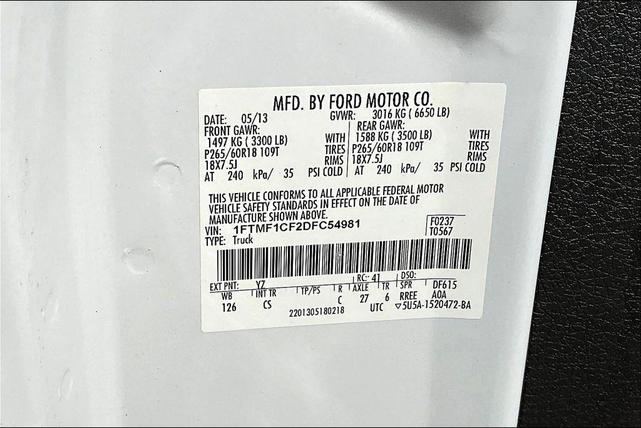 MFD. BY FORD MOTOR CO.
DATE: 05/13 GVWR: 3016 KG ( 6650 LB)
FRONT GAWR: REAR GAWR:
1497 KG ( 3300 LB) WITH 1588 KG ( 3500 LB) WITH
P265/60R18 109T TIRES P265/60R18 109T TIRES
18X7.5J RIMS 18X7.5J RIMS
AT 240 kPa/ 35 PSI COLD AT 240 kPa/ 35 PSI COLD
THIS VEHICLE CONFORMS TO ALL APPLICABLE FEDERAL MOTOR
VEHICLE SAFETY STANDARDS IN EFFECT ON THE DATE OF
MANUFACTURE SHOWN ABOVE.
VIN: 1FTMF1CF2DFC54981 F0237
TYPE: Truck T0567
EXT PNT: Y7 RC: 41 DSO:
WB INT TR TP/PS R AXLE TR SPR DF615
126 CS C 27 6 RREE AOA
2201305180218 UTC ▽5U5A-1520472-BA